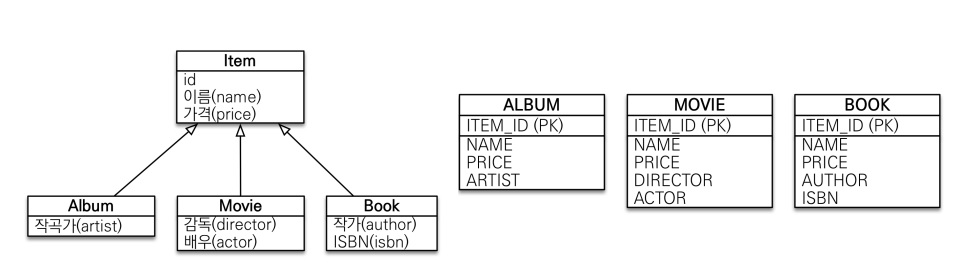 Item
id
이름(name)
가격(price)
Album
작곡가(artist)
Movie
감독(director)
배우(actor)
Book
작가(author)
ISBN(isbn)
ALBUM
ITEM_ID (PK)
NAME
PRICE
ARTIST
MOVIE
ITEM_ID (PK)
NAME
PRICE
DIRECTOR
ACTOR
BOOK
ITEM_ID (PK)
NAME
PRICE
AUTHOR
ISBN